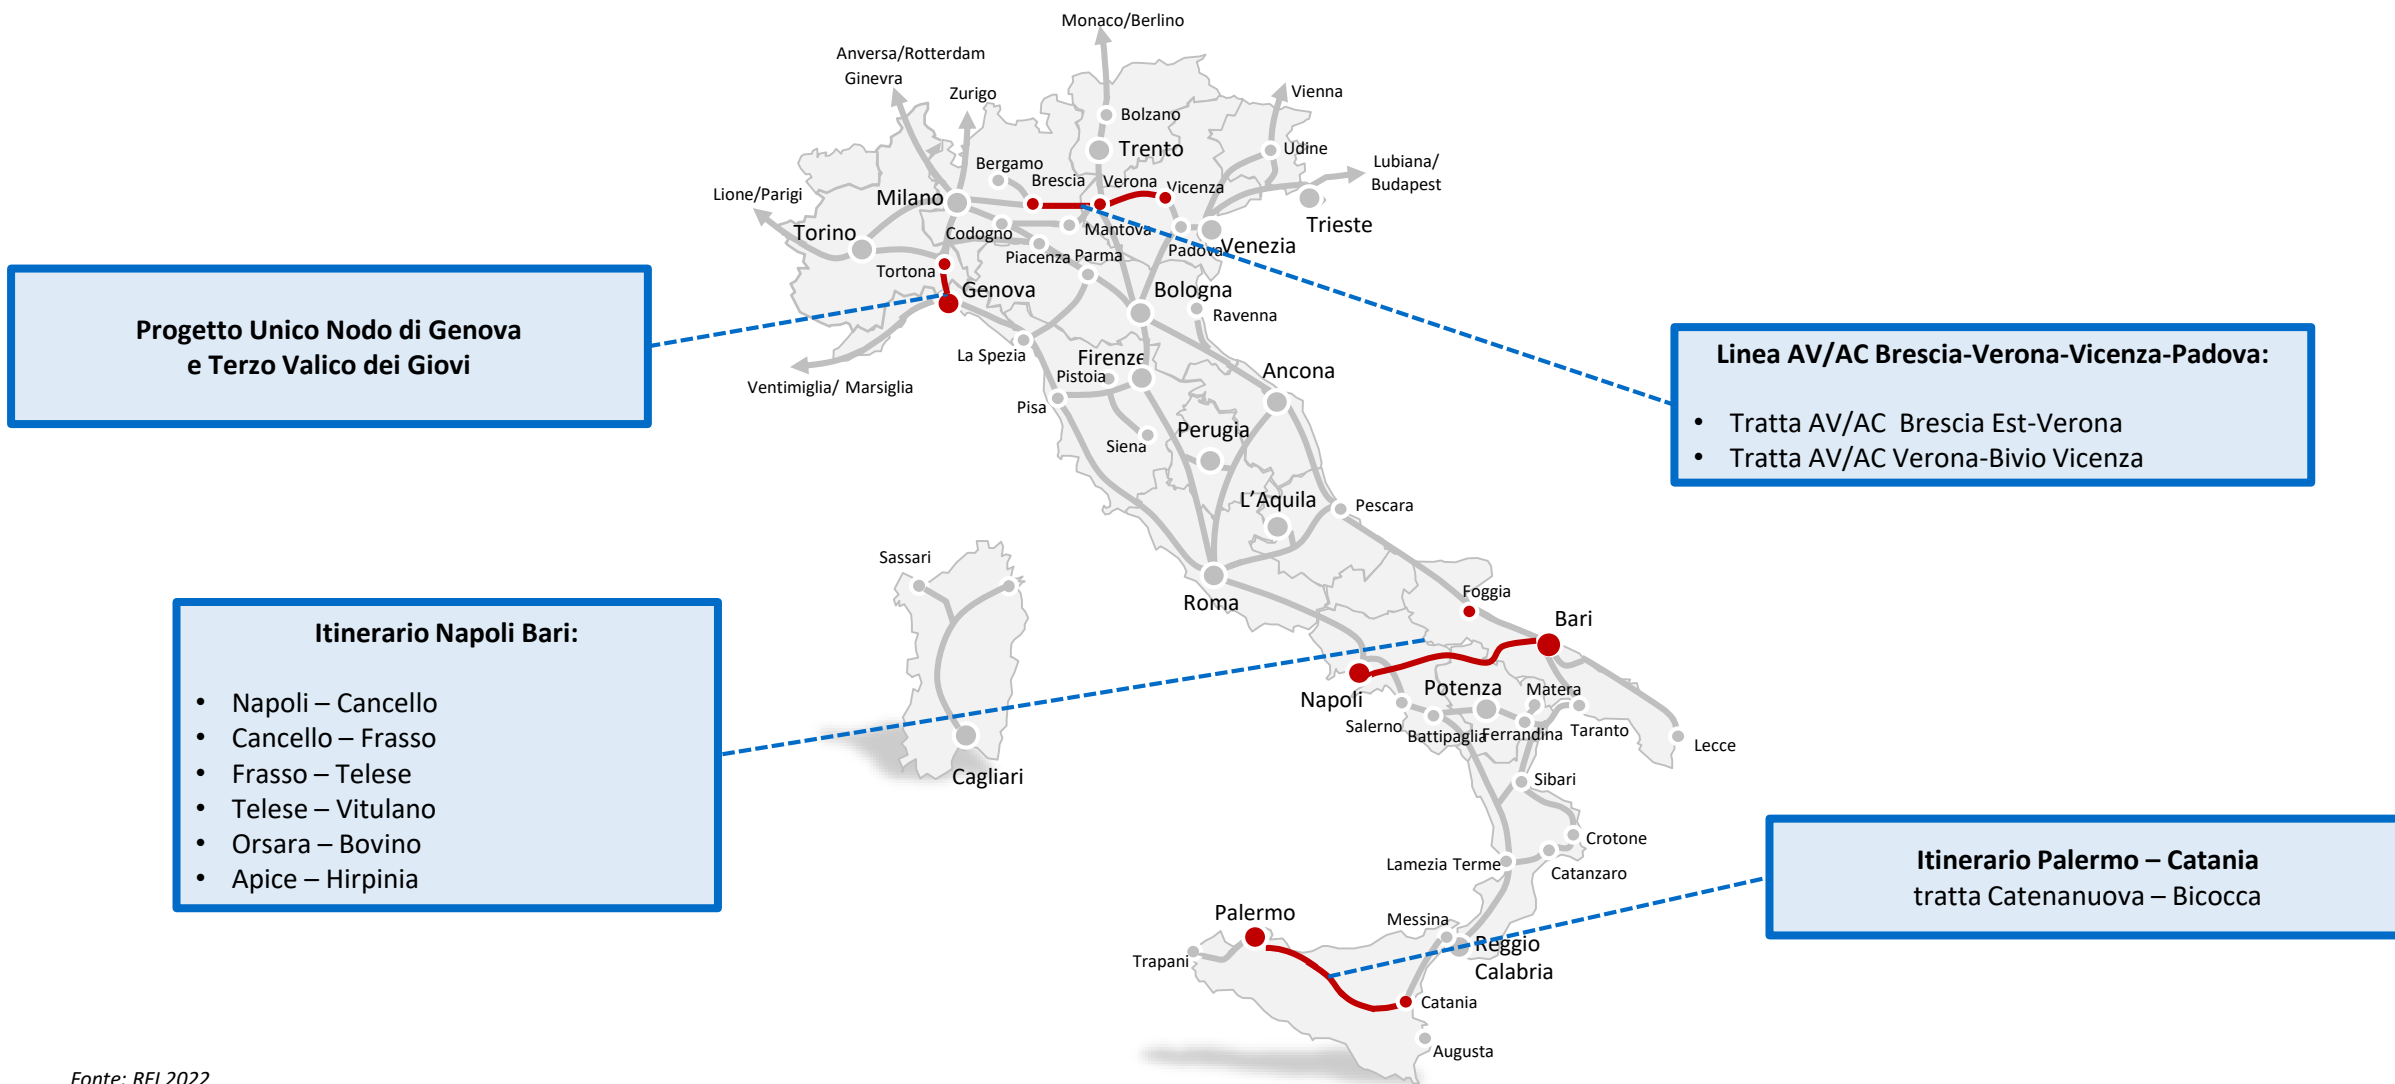 Monaco/Berlino
Anversa/Rotterdam
Ginevra
Zurigo
Vienna
Bolzano
Trento
Udine
Bergamo
Brescia
Verona
Vicenza
Lubiana/
Budapest
Lione/Parigi
Milano
Trieste
Torino
Codogno
Mantova
Padova
Venezia
Piacenza
Parma
Tortona
Genova
Bologna
Ravenna
Progetto Unico Nodo di Genova
e Terzo Valico dei Giovi
La Spezia
Firenze
Pistoia
Ancona
Ventimiglia/ Marsiglia
Pisa
Perugia
Siena
Linea AV/AC Brescia-Verona-Vicenza-Padova:
• Tratta AV/AC Brescia Est-Verona
• Tratta AV/AC Verona-Bivio Vicenza
L’Aquila
Pescara
Sassari
Roma
Foggia
Bari
Itinerario Napoli Bari:
• Napoli – Cancello
• Cancello – Frasso
• Frasso – Telese
• Telese – Vitulano
• Orsara – Bovino
• Apice – Hirpinia
Napoli
Potenza
Matera
Salerno
Battipaglia
Ferrandina
Taranto
Lecce
Cagliari
Sibari
Crotone
Lamezia Terme
Catanzaro
Itinerario Palermo – Catania
tratta Catenanuova – Bicocca
Palermo
Messina
Reggio
Calabria
Trapani
Catania
Augusta
Fonte: RFI 2022